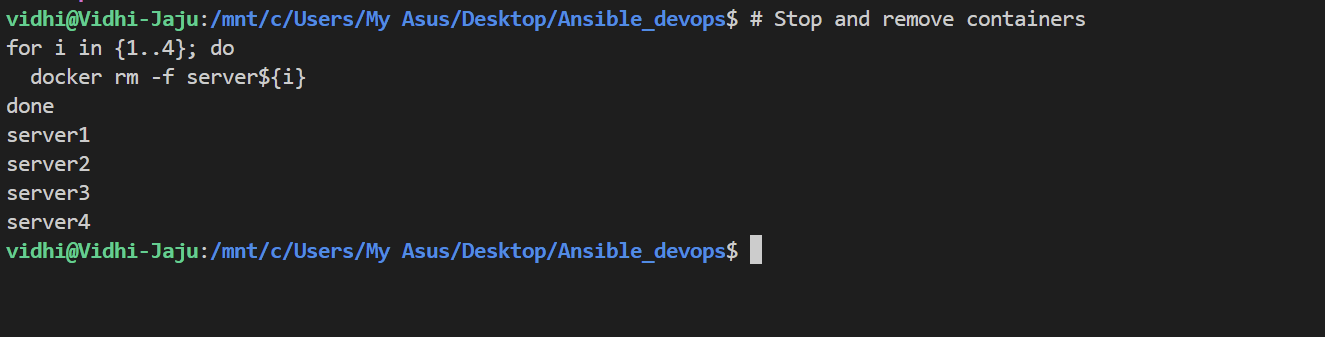 vidhi@Vidhi-Jaju:/mnt/c/Users/My Asus/Desktop/Ansible_devops$ # Stop and remove containers
for i in {1..4}; do
  docker rm -f server${i}
done
server1
server2
server3
server4
vidhi@Vidhi-Jaju:/mnt/c/Users/My Asus/Desktop/Ansible_devops$